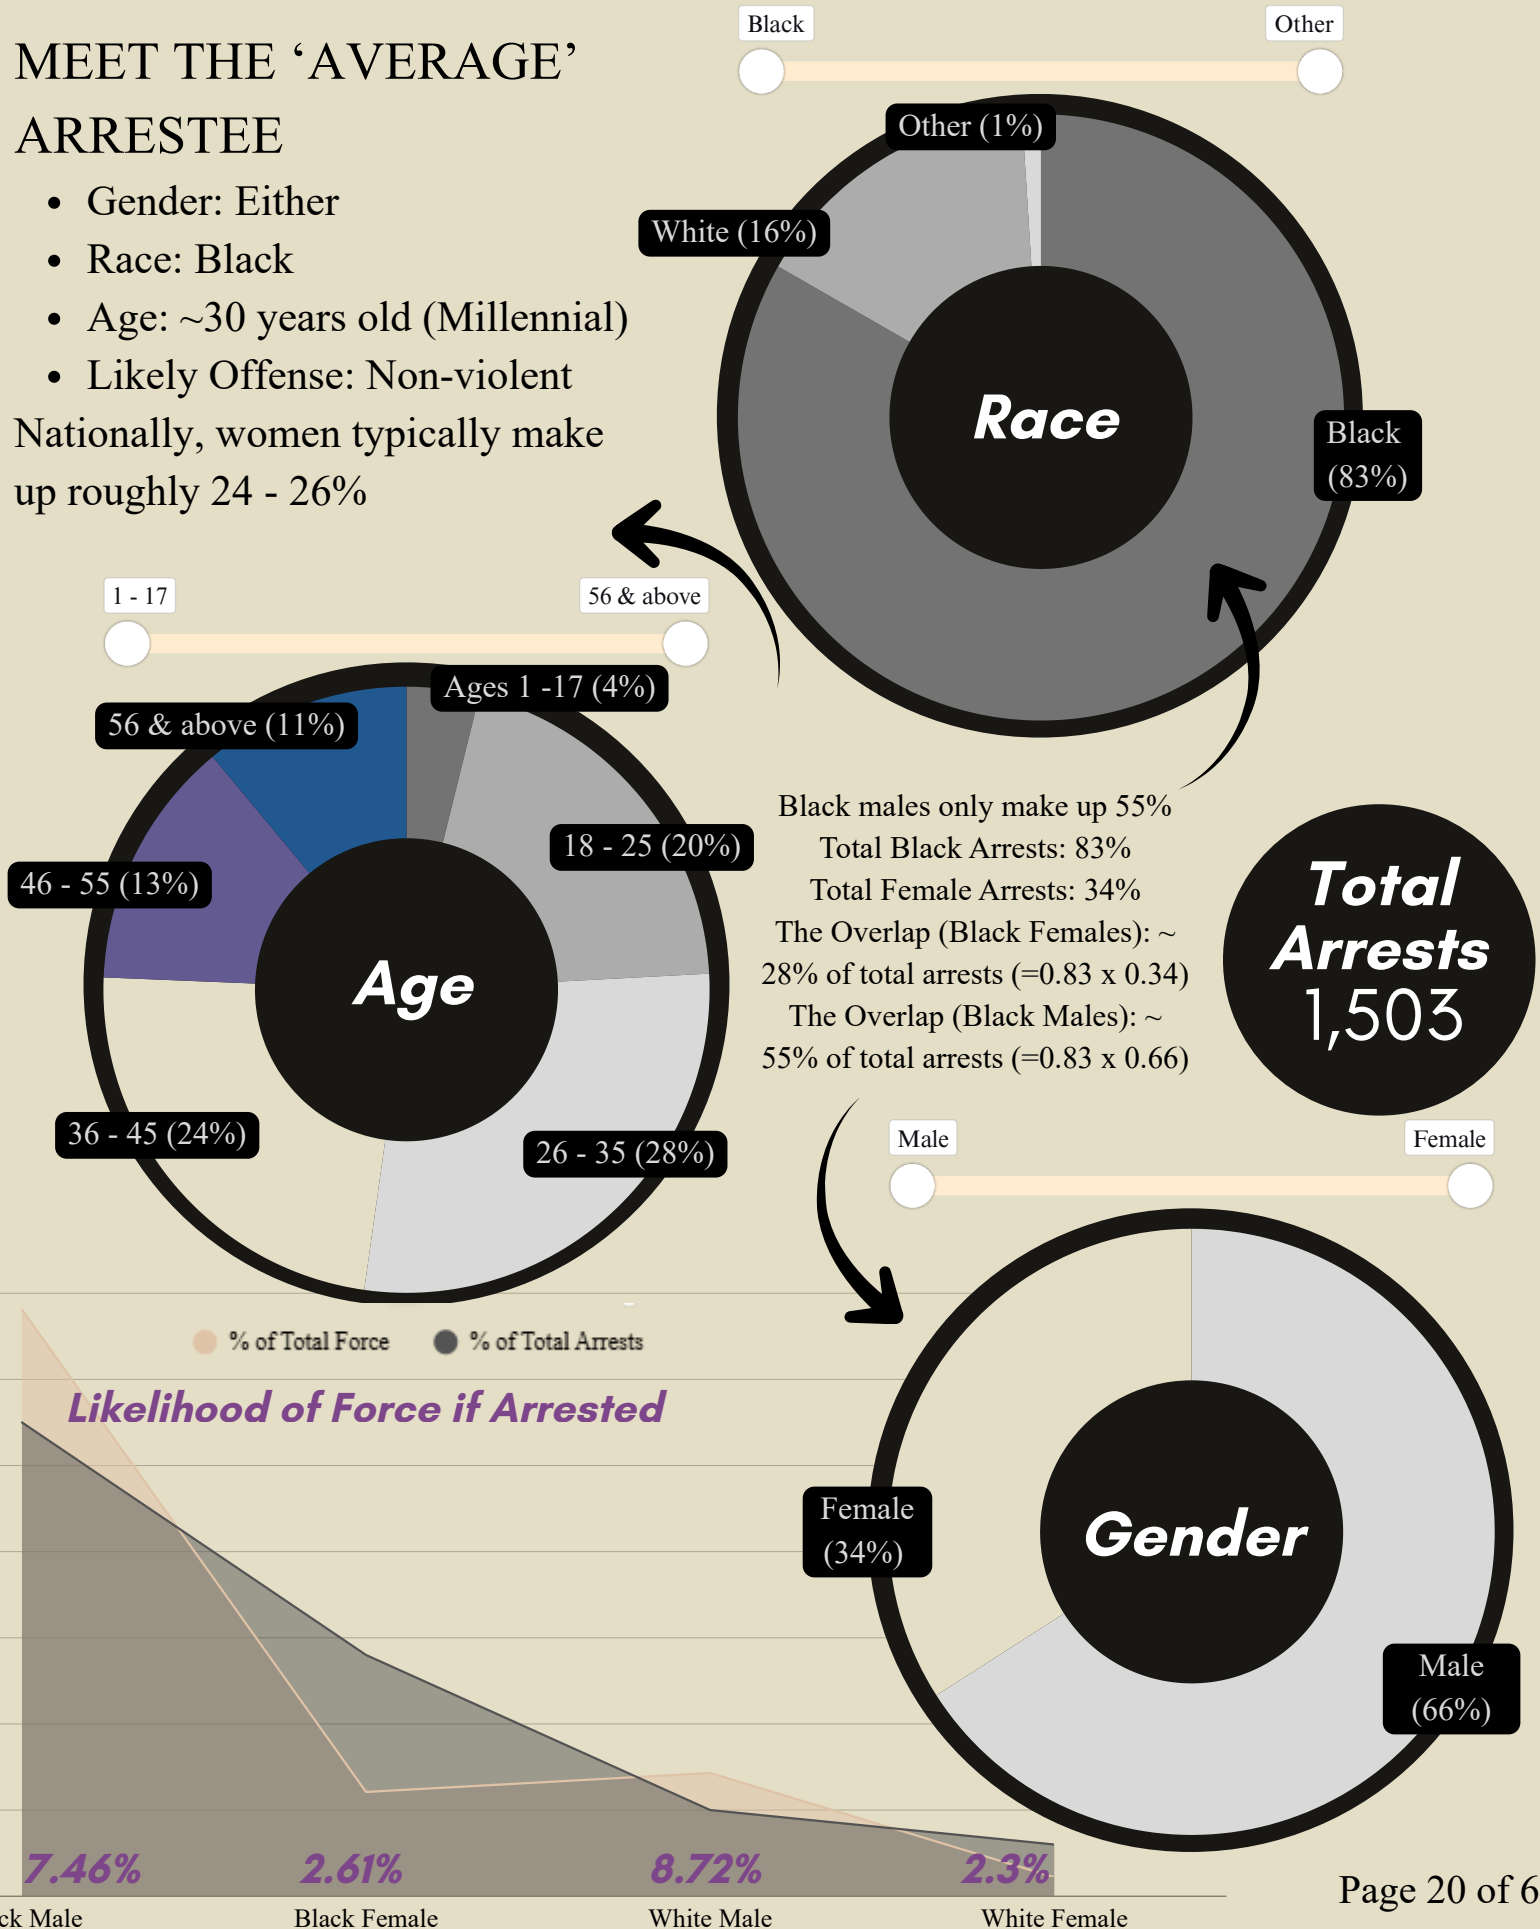 MEET THE ‘AVERAGE’
ARRESTEE
• Gender: Either
• Race: Black
• Age: ~30 years old (Millennial)
• Likely Offense: Non-violent
Nationally, women typically make
up roughly 24 - 26%
Black
Other
Other (1%)
White (16%)
Race
Black
(83%)
1 - 17
56 & above
Ages 1 -17 (4%)
56 & above (11%)
18 - 25 (20%)
46 - 55 (13%)
Age
36 - 45 (24%)
26 - 35 (28%)
Black males only make up 55%
Total Black Arrests: 83%
Total Female Arrests: 34%
The Overlap (Black Females): ~
28% of total arrests (=0.83 x 0.34)
The Overlap (Black Males): ~
55% of total arrests (=0.83 x 0.66)
Total
Arrests
1,503
Male
Female
Female
(34%)
Gender
Male
(66%)
% of Total Force
% of Total Arrests
Likelihood of Force if Arrested
7.46%
2.61%
8.72%
2.3%
ck Male
Black Female
White Male
White Female
Page 20 of 6